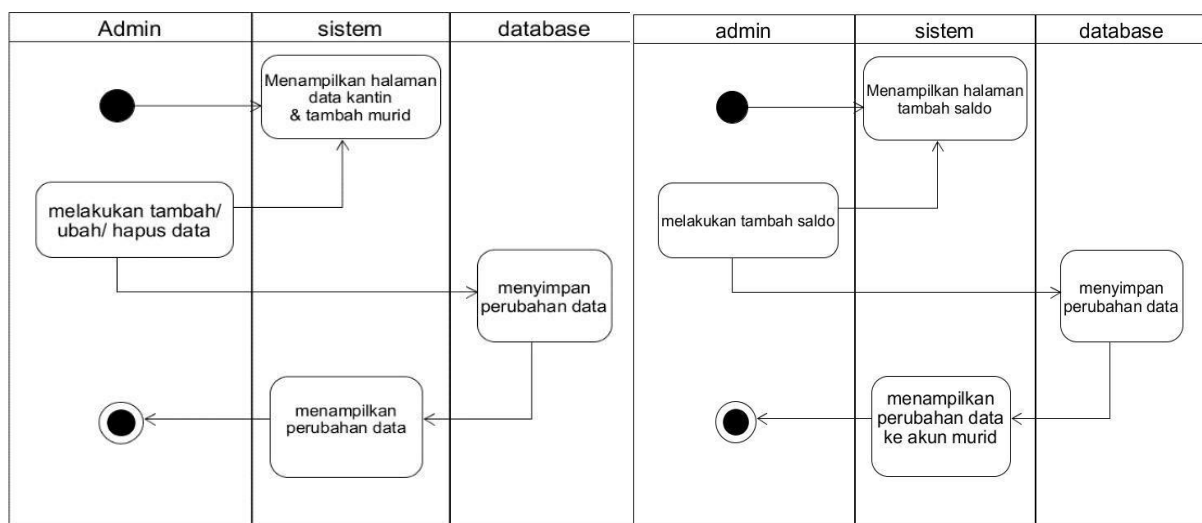 Admin
sistem
database
Menampilkan halaman
data kantin
& tambah murid
melakukan tambah/
ubah/ hapus data
menyimpan
perubahan data
menampilkan
perubahan data
admin
sistem
database
Menampilkan halaman
tambah saldo
melakukan tambah saldo
menyimpan
perubahan data
menampilkan
perubahan data
ke akun murid